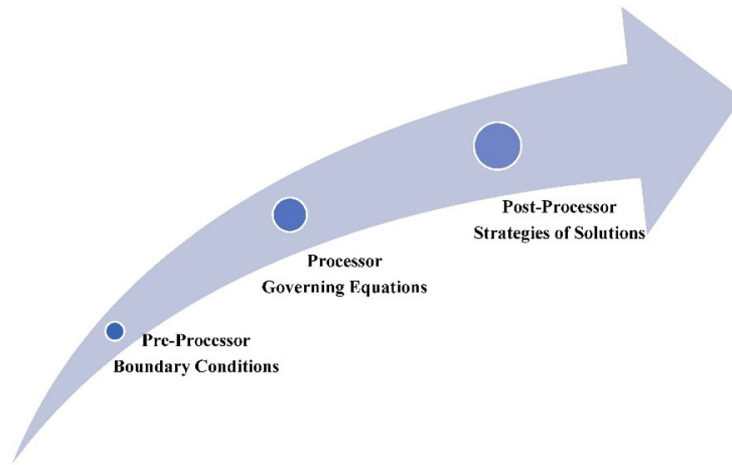 Post-Processor
Strategies of Solutions
Processor
Governing Equations
Pre-Processor
Boundary Conditions